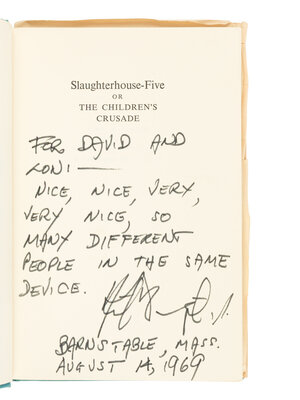 Slaughterhouse-Five
OR
THE CHILDREN'S
CRUSADE
FOR DAVID AND
LONI —
NICE, NICE, VERY,
VERY NICE, SO
MANY DIFFERENT
PEOPLE IN THE SAME
DEVICE.
BARNSTABLE, MASS.
AUGUST 14, 1969